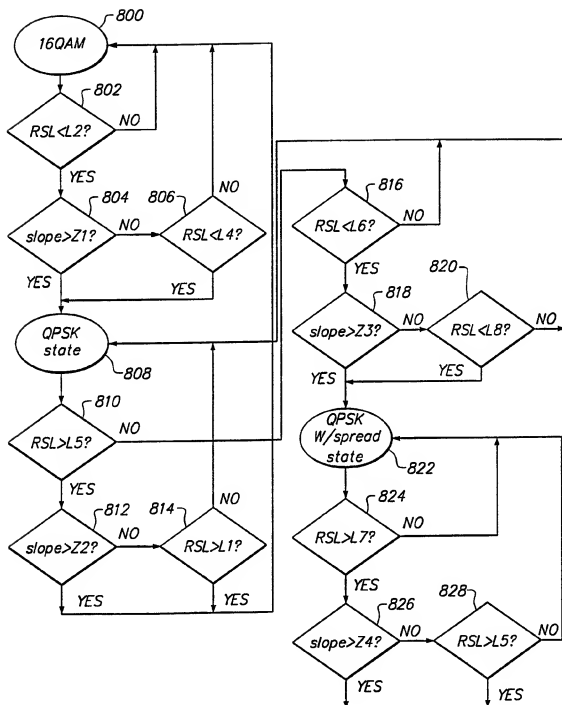 800
16QAM
802
RSL<L2?
NO
YES
804
slope>Z1?
NO
806
RSL<L4?
NO
YES
YES
QPSK
state
808
810
RSL>L5?
NO
YES
812
slope>Z2?
NO
814
RSL>L1?
NO
YES
YES
816
RSL<L6?
NO
YES
818
slope>Z3?
NO
820
RSL<L8?
NO
YES
YES
QPSK
W/spread
state
822
824
RSL>L7?
NO
YES
826
slope>Z4?
NO
828
RSL>L5?
NO
YES
YES